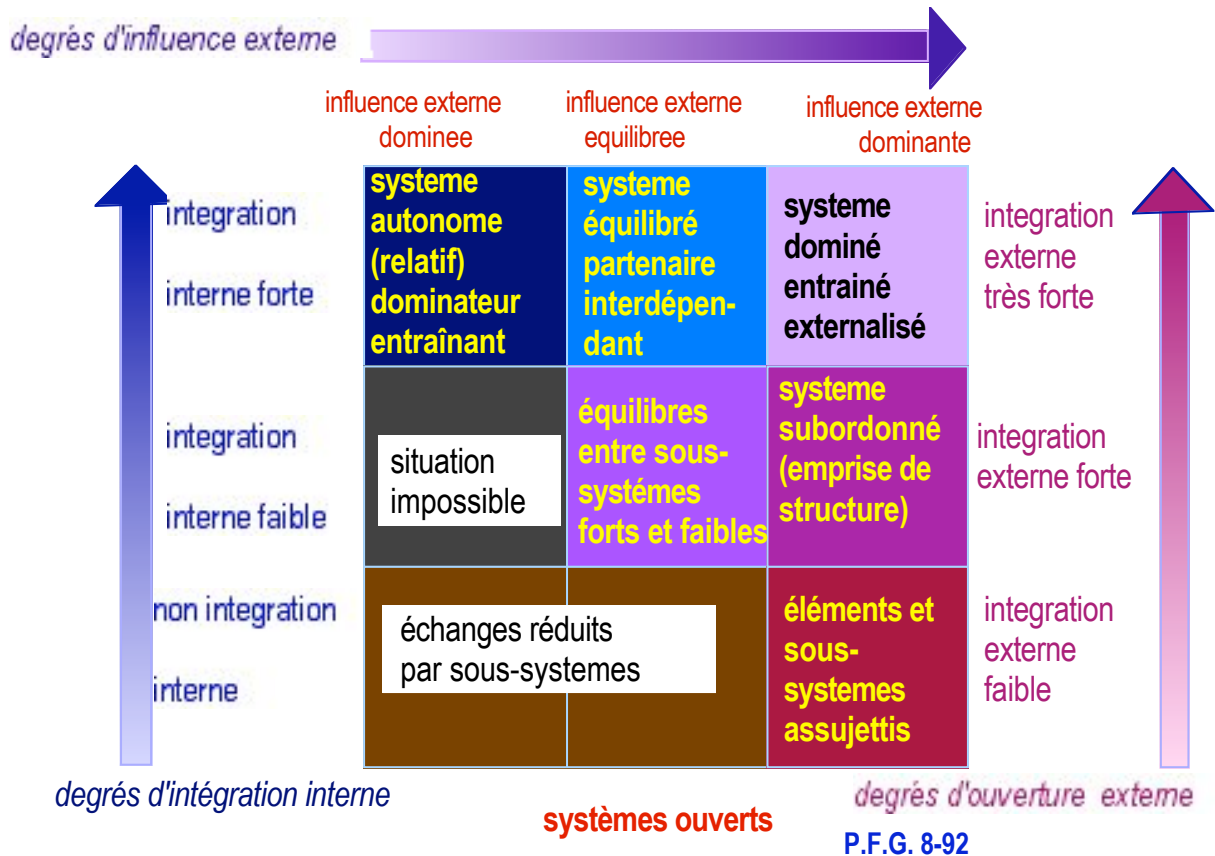 degrés d'influence externe
influence externe
dominee
influence externe
equilibree
influence externe
dominante
integration
interne forte
systeme
autonome
(relatif)
dominateur
entraînant
systeme
équilibré
partenaire
interdépen-
dant
systeme
dominé
entrainé
externalisé
integration
externe
très forte
integration
interne faible
situation
impossible
équilibres
entre sous-
systémes
forts et faibles
systeme
subordonné
(emprise de
structure)
integration
externe forte
non integration
interne
échanges réduits
par sous-systemes
éléments et
sous-
systemes
assujettis
integration
externe
faible
degrés d'intégration interne
degrés d'ouverture externe
systèmes ouverts
P.F.G. 8-92